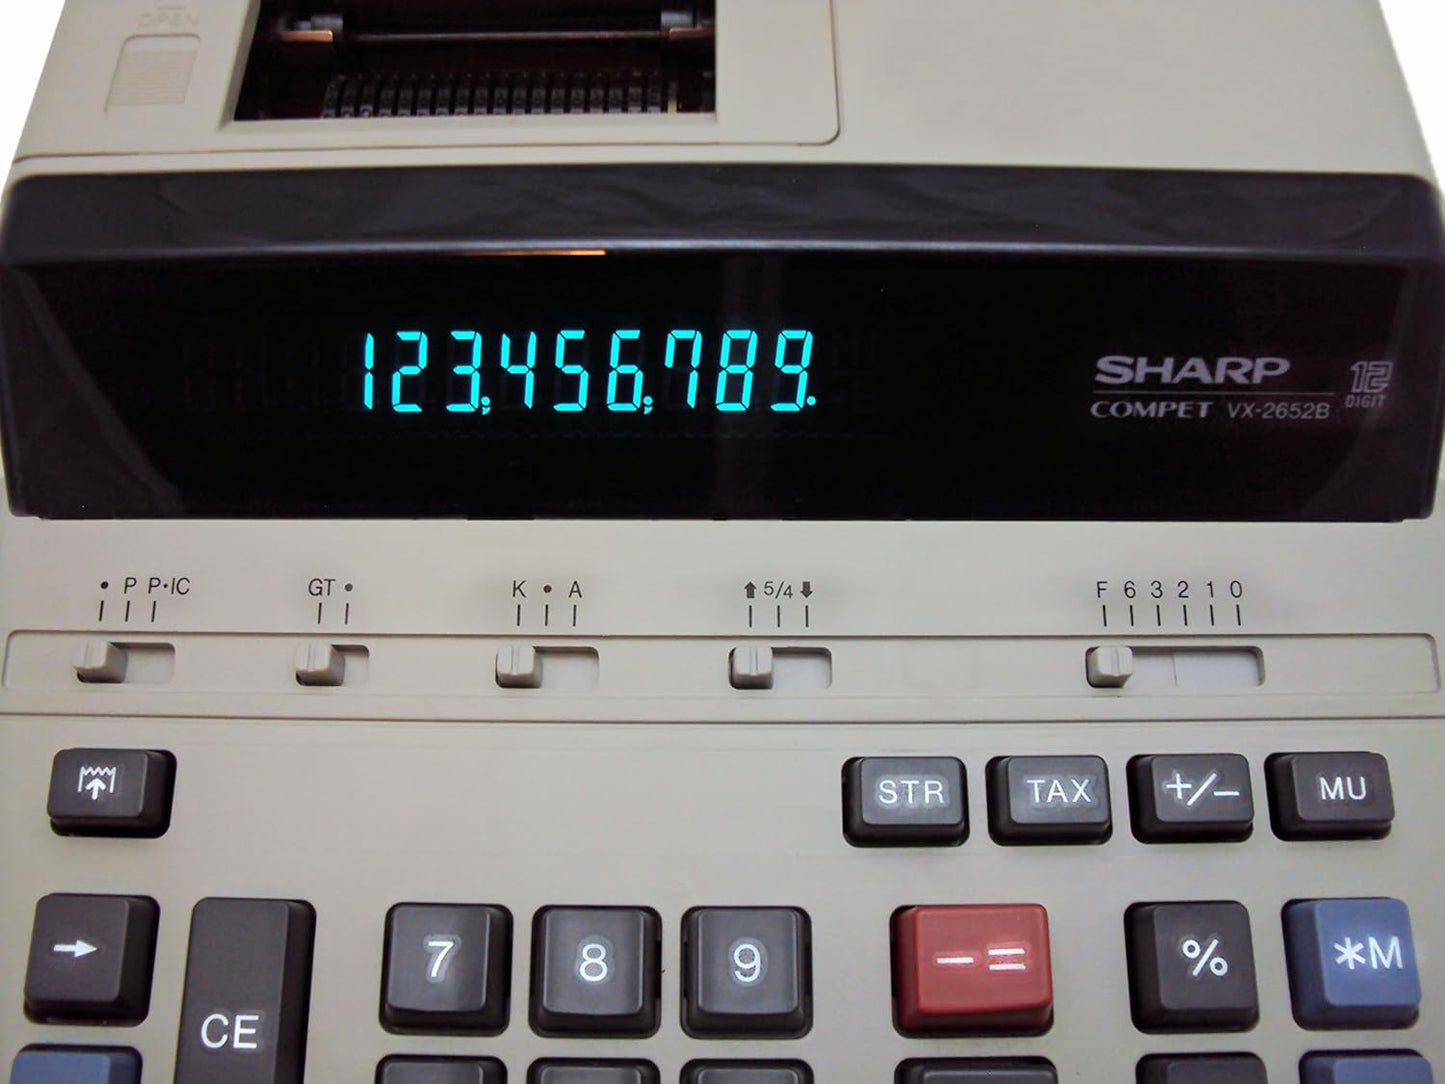 OPEN
123,456,789.
SHARP
12
DIGIT
COMPET VX-2652B
• P P•IC
GT •
K • A
⬆ 5/4 ⬇
F 6 3 2 1 0
STR
TAX
+/−
MU
→
CE
7
8
9
− =
%
*M